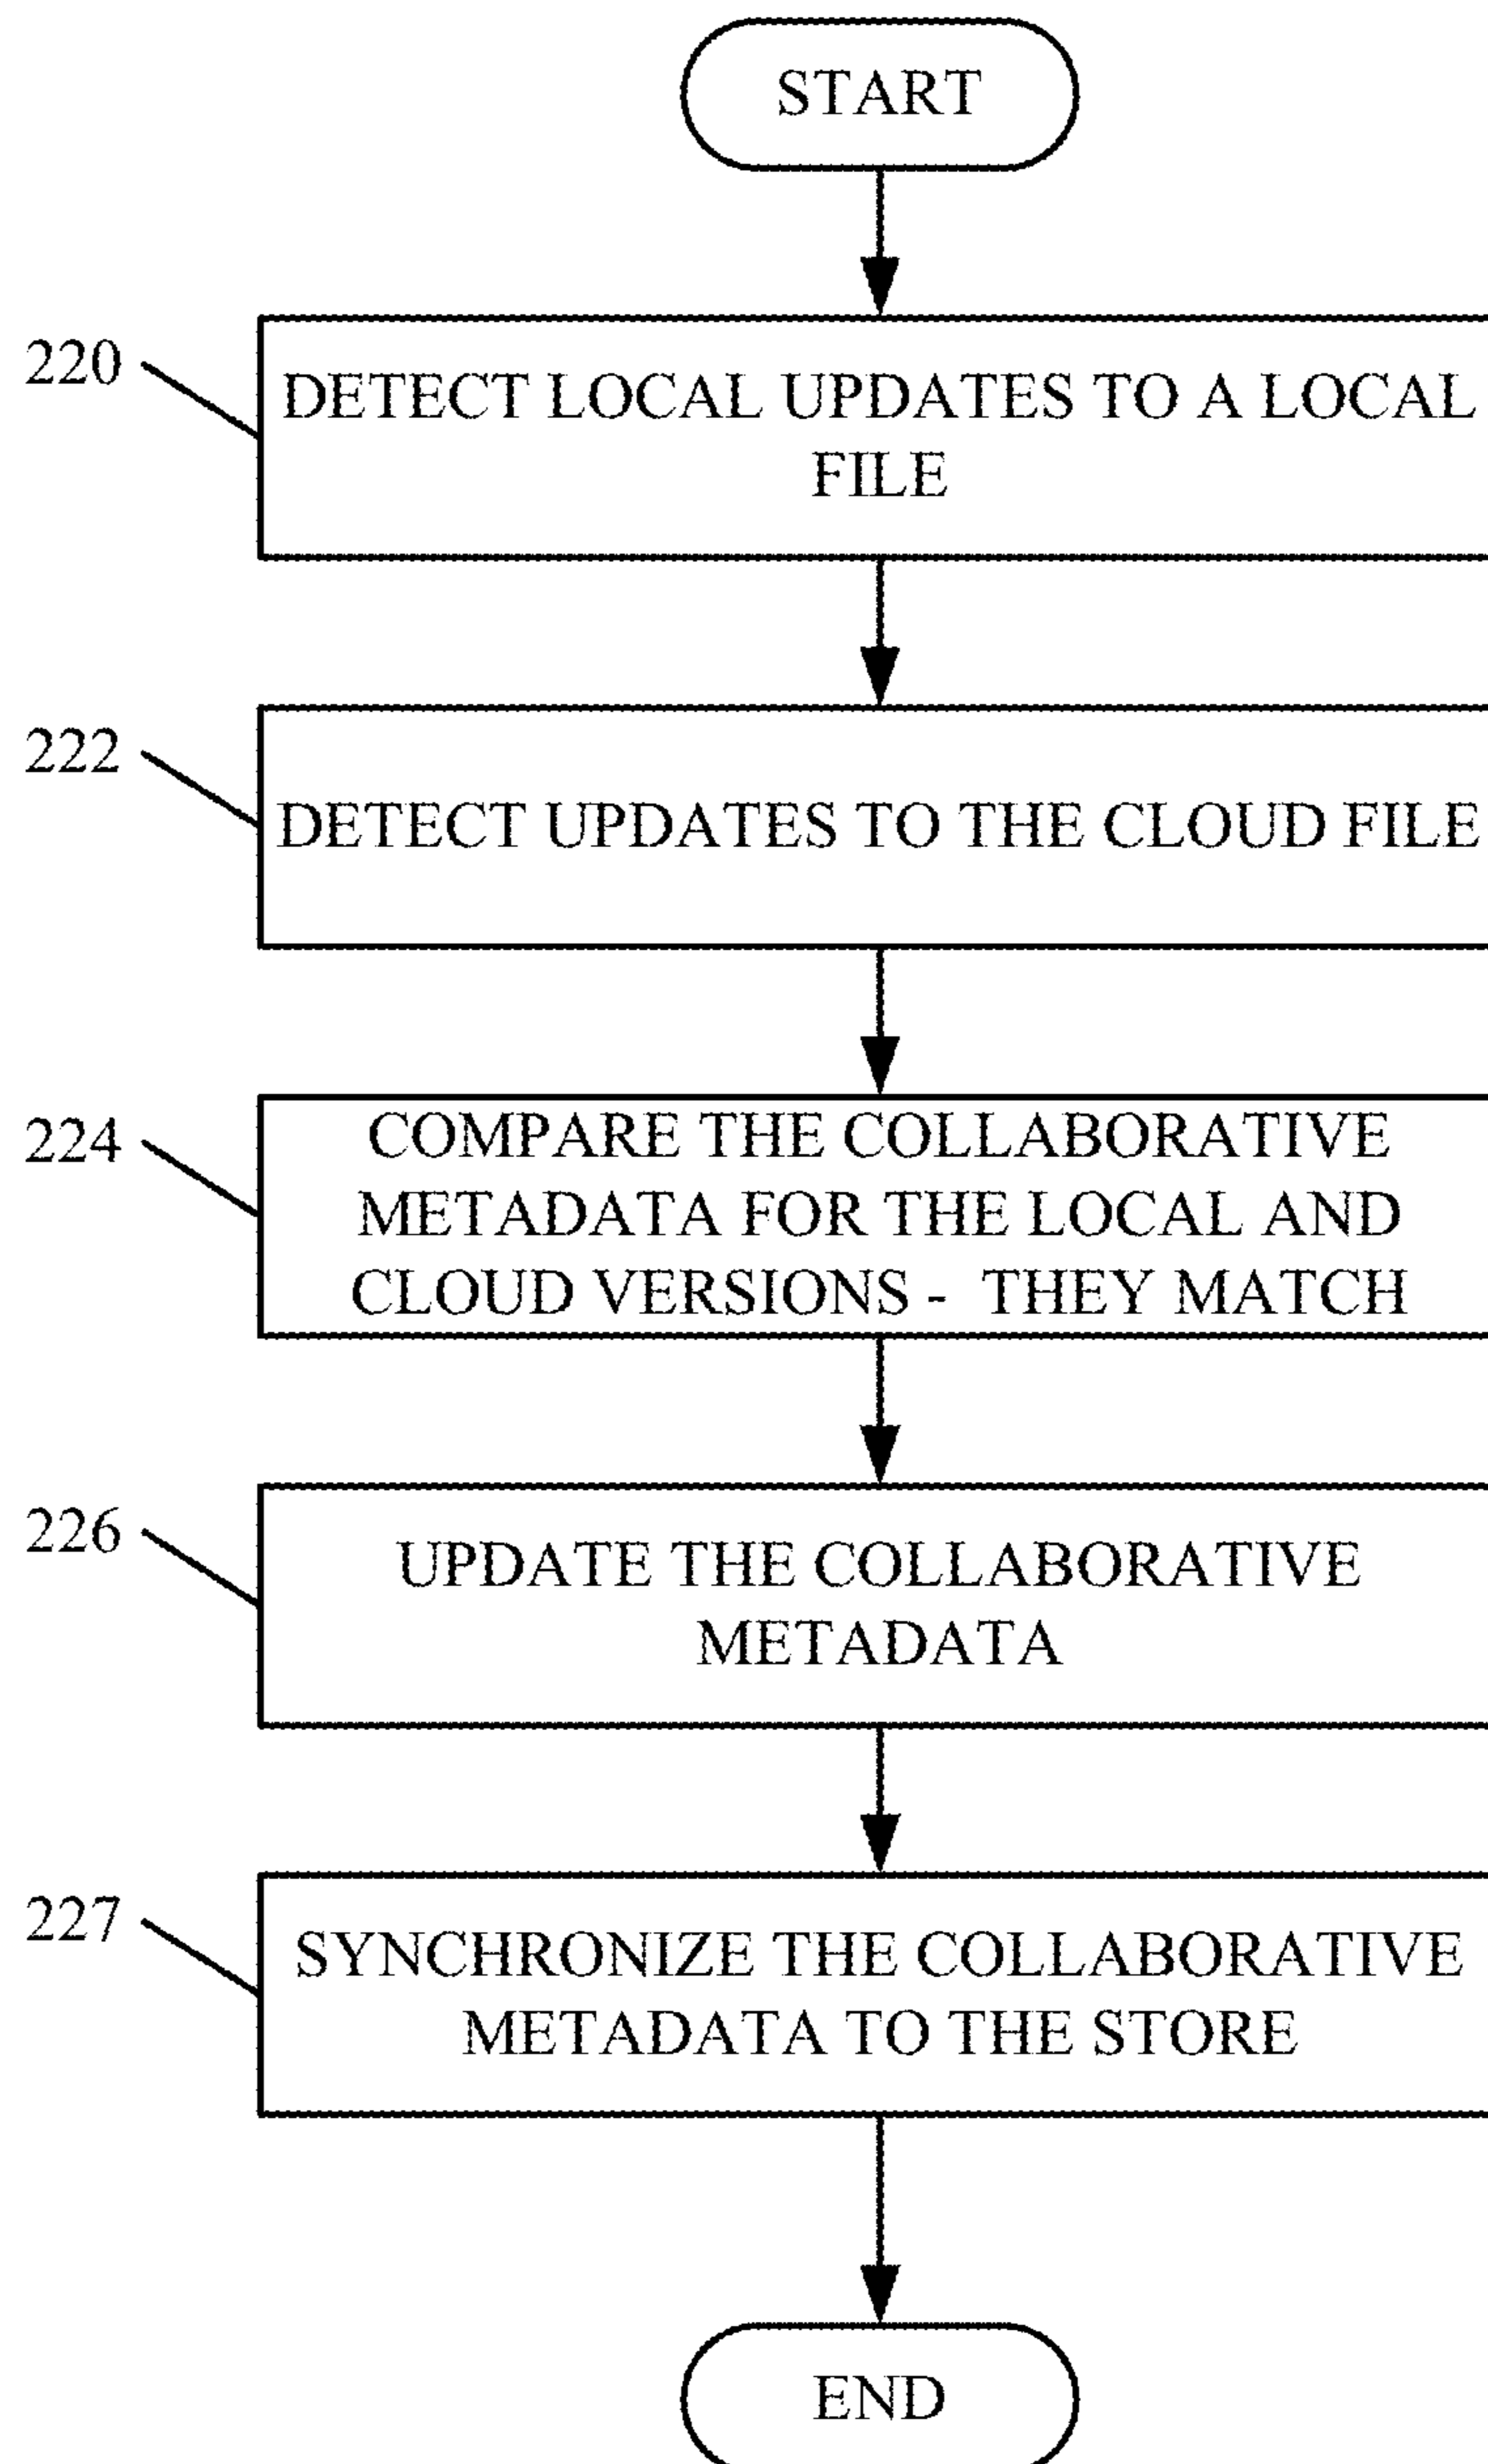 START
220
DETECT LOCAL UPDATES TO A LOCAL
FILE
222
DETECT UPDATES TO THE CLOUD FILE
224
COMPARE THE COLLABORATIVE
METADATA FOR THE LOCAL AND
CLOUD VERSIONS - THEY MATCH
226
UPDATE THE COLLABORATIVE
METADATA
227
SYNCHRONIZE THE COLLABORATIVE
METADATA TO THE STORE
END